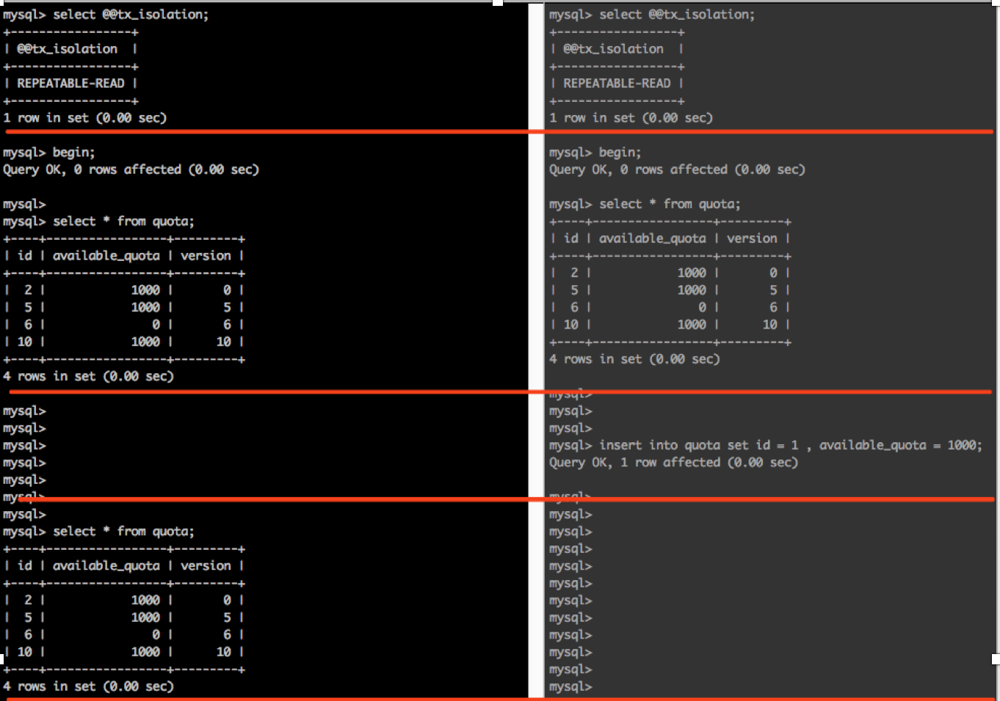 mysql> select @@tx_isolation;
+-----------------+
| @@tx_isolation  |
+-----------------+
| REPEATABLE-READ |
+-----------------+
1 row in set (0.00 sec)
mysql> begin;
Query OK, 0 rows affected (0.00 sec)
mysql>
mysql> select * from quota;
+----+-----------------+---------+
| id | available_quota | version |
+----+-----------------+---------+
|  2 |            1000 |       0 |
|  5 |            1000 |       5 |
|  6 |               0 |       6 |
| 10 |            1000 |      10 |
+----+-----------------+---------+
4 rows in set (0.00 sec)
mysql>
mysql>
mysql>
mysql>
mysql>
mysql>
mysql>
mysql> select * from quota;
+----+-----------------+---------+
| id | available_quota | version |
+----+-----------------+---------+
|  2 |            1000 |       0 |
|  5 |            1000 |       5 |
|  6 |               0 |       6 |
| 10 |            1000 |      10 |
+----+-----------------+---------+
4 rows in set (0.00 sec)
mysql> select @@tx_isolation;
+-----------------+
| @@tx_isolation  |
+-----------------+
| REPEATABLE-READ |
+-----------------+
1 row in set (0.00 sec)
mysql> begin;
Query OK, 0 rows affected (0.00 sec)
mysql> select * from quota;
+----+-----------------+---------+
| id | available_quota | version |
+----+-----------------+---------+
|  2 |            1000 |       0 |
|  5 |            1000 |       5 |
|  6 |               0 |       6 |
| 10 |            1000 |      10 |
+----+-----------------+---------+
4 rows in set (0.00 sec)
mysql>
mysql>
mysql>
mysql> insert into quota set id = 1 , available_quota = 1000;
Query OK, 1 row affected (0.00 sec)
mysql>
mysql>
mysql>
mysql>
mysql>
mysql>
mysql>
mysql>
mysql>
mysql>
mysql>
mysql>